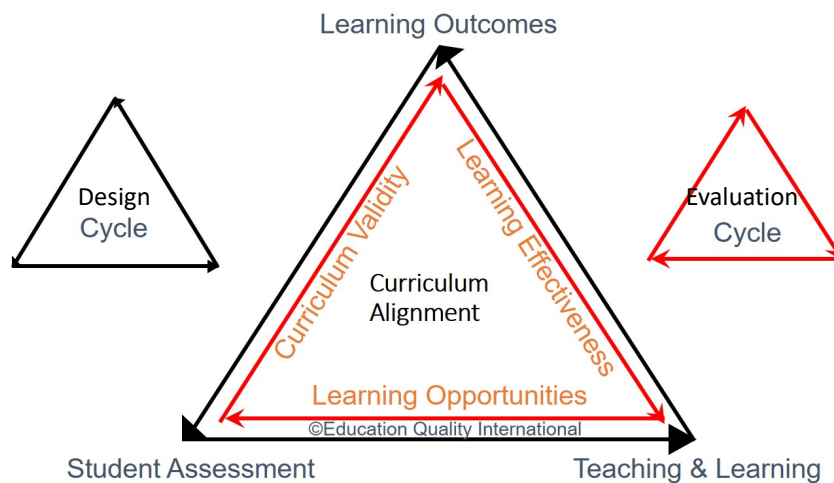 Learning Outcomes
Design
Cycle
Evaluation
Cycle
Curriculum Validity
Learning Effectiveness
Curriculum
Alignment
Learning Opportunities
©Education Quality International
Student Assessment
Teaching & Learning